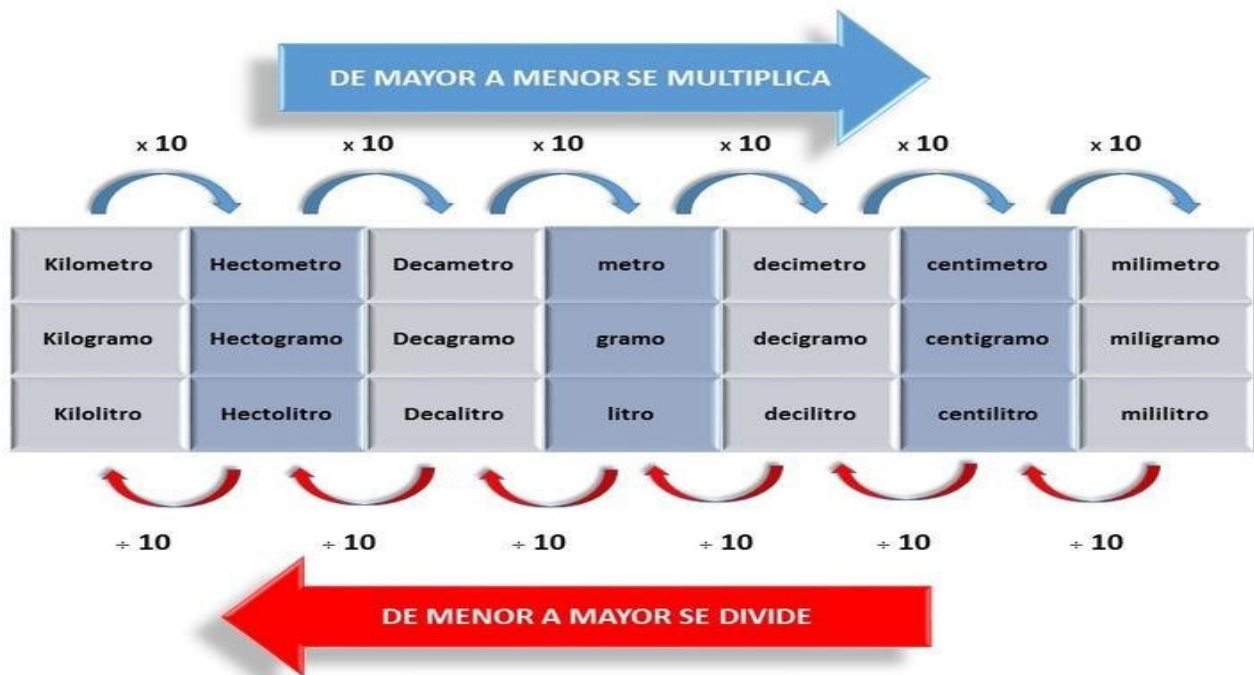 DE MAYOR A MENOR SE MULTIPLICA
x 10 x 10 x 10 x 10 x 10 x 10
Kilometro Hectometro Decametro metro decimetro centimetro milimetro
Kilogramo Hectogramo Decagramo gramo decigramo centigramo miligramo
Kilolitro Hectolitro Decalitro litro decilitro centilitro mililitro
÷ 10 ÷ 10 ÷ 10 ÷ 10 ÷ 10 ÷ 10
DE MENOR A MAYOR SE DIVIDE